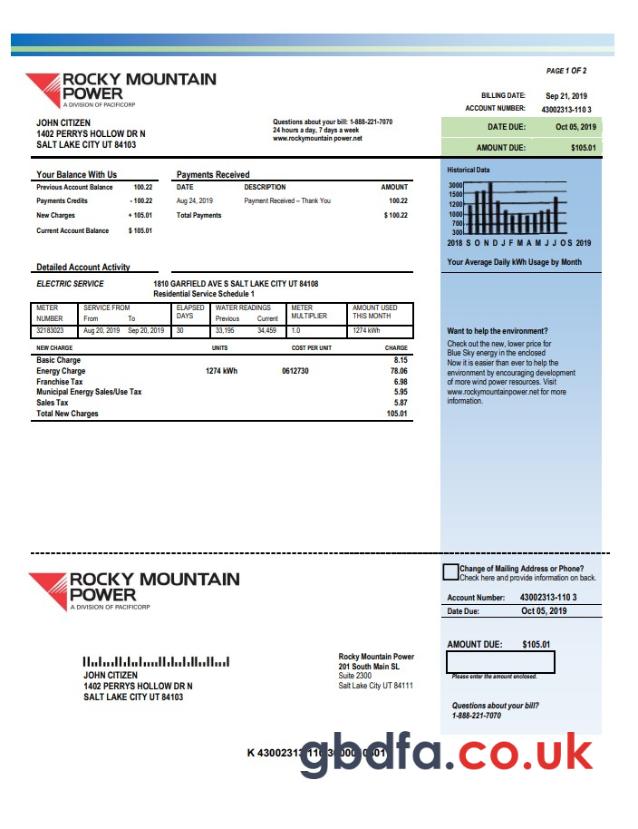 PAGE 1 OF 2
ROCKY MOUNTAIN
POWER
A DIVISION OF PACIFICORP
BILLING DATE: Sep 21, 2019
ACCOUNT NUMBER: 43002313-110 3
JOHN CITIZEN
1402 PERRYS HOLLOW DR N
SALT LAKE CITY UT 84103
Questions about your bill: 1-888-221-7070
24 hours a day, 7 days a week
www.rockymountain power.net
DATE DUE: Oct 05, 2019
AMOUNT DUE: $105.01
Your Balance With Us
Previous Account Balance 100.22
Payments Credits - 100.22
New Charges + 105.01
Current Account Balance $ 105.01
Payments Received
DATE DESCRIPTION AMOUNT
Aug 24, 2019 Payment Received – Thank You 100.22
Total Payments $ 100.22
Historical Data
3000
1500
1200
1000
700
300
2018 S O N D J F M A M J J O S 2019
Your Average Daily kWh Usage by Month
Detailed Account Activity
ELECTRIC SERVICE 1810 GARFIELD AVE S SALT LAKE CITY UT 84108
Residential Service Schedule 1
METER SERVICE FROM ELAPSED WATER READINGS METER AMOUNT USED
NUMBER From To DAYS Previous Current MULTIPLIER THIS MONTH
32183023 Aug 20, 2019 Sep 20, 2019 30 33,195 34,459 1.0 1274 kWh
NEW CHARGE UNITS COST PER UNIT CHARGE
Basic Charge 8.15
Energy Charge 1274 kWh 0612730 78.06
Franchise Tax 6.98
Municipal Energy Sales/Use Tax 5.95
Sales Tax 5.87
Total New Charges 105.01
Want to help the environment?
Check out the new, lower price for
Blue Sky energy in the enclosed
Now it is easier than ever to help the
environment by encouraging development
of more wind power resources. Visit
www.rockymountainpower.net for more
information.
ROCKY MOUNTAIN
POWER
A DIVISION OF PACIFICORP
Change of Mailing Address or Phone?
Check here and provide information on back.
Account Number: 43002313-110 3
Date Due: Oct 05, 2019
AMOUNT DUE: $105.01
Please enter the amount enclosed.
JOHN CITIZEN
1402 PERRYS HOLLOW DR N
SALT LAKE CITY UT 84103
Rocky Mountain Power
201 South Main SL
Suite 2300
Salt Lake City UT 84111
Questions about your bill?
1-888-221-7070
K 43002313
gbdfa.co.uk